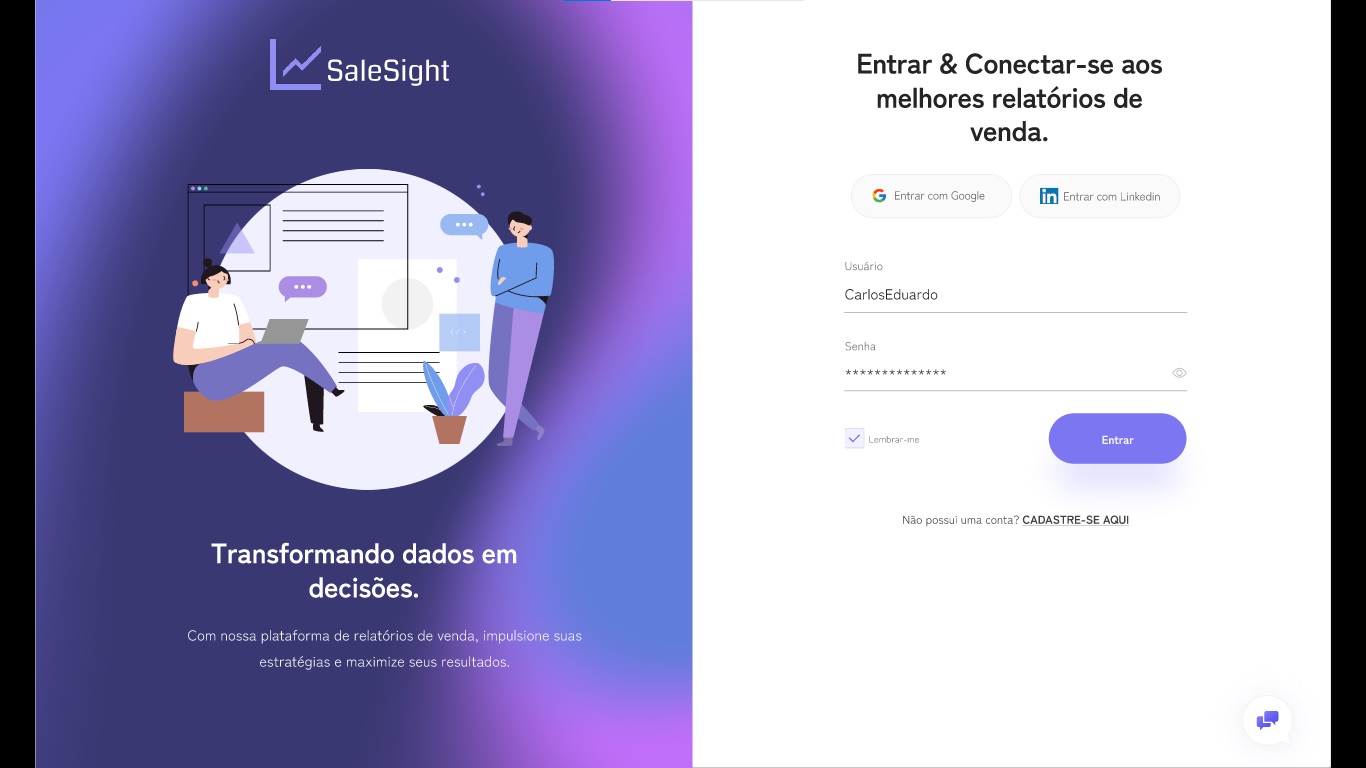 SaleSight
</>
Transformando dados em
decisões.
Com nossa plataforma de relatórios de venda, impulsione suas
estratégias e maximize seus resultados.
Entrar & Conectar-se aos
melhores relatórios de
venda.
Entrar com Google
in Entrar com Linkedin
Usuário
CarlosEduardo
Senha
**************
Lembrar-me
Entrar
Não possui uma conta? CADASTRE-SE AQUI